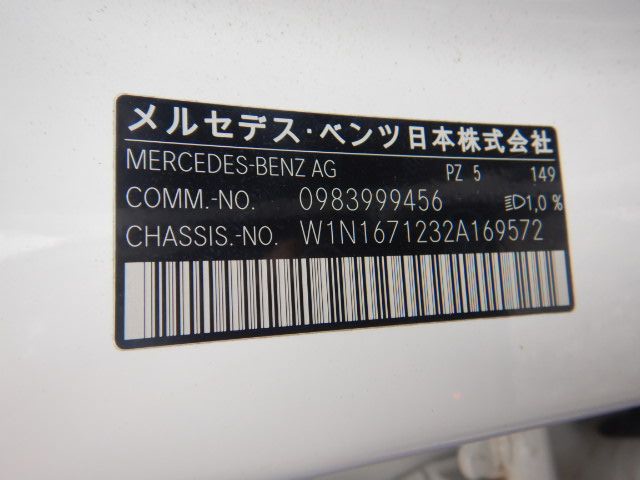 メルセデス・ベンツ日本株式会社
MERCEDES-BENZ AG PZ 5 149
COMM.-NO. 0983999456 1,0 %
CHASSIS.-NO. W1N1671232A169572